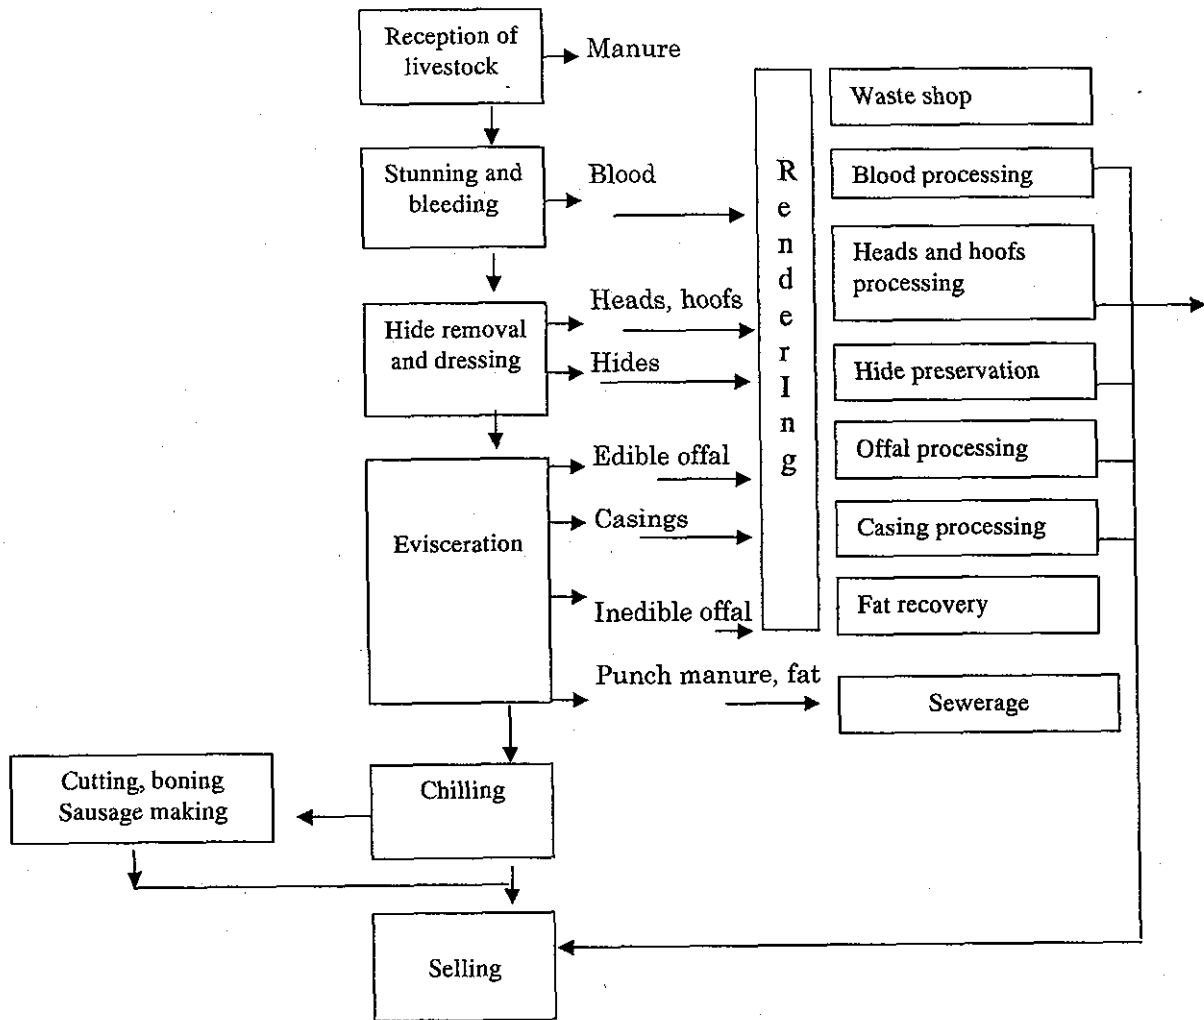 Reception of
livestock
Manure
Waste shop
Stunning and
bleeding
Blood
RenderIng
Blood processing
Heads and hoofs
processing
Hide removal
and dressing
Heads, hoofs
Hides
Hide preservation
Evisceration
Edible offal
Casings
Inedible offal
Punch manure, fat
Offal processing
Casing processing
Fat recovery
Sewerage
Cutting, boning
Sausage making
Chilling
Selling